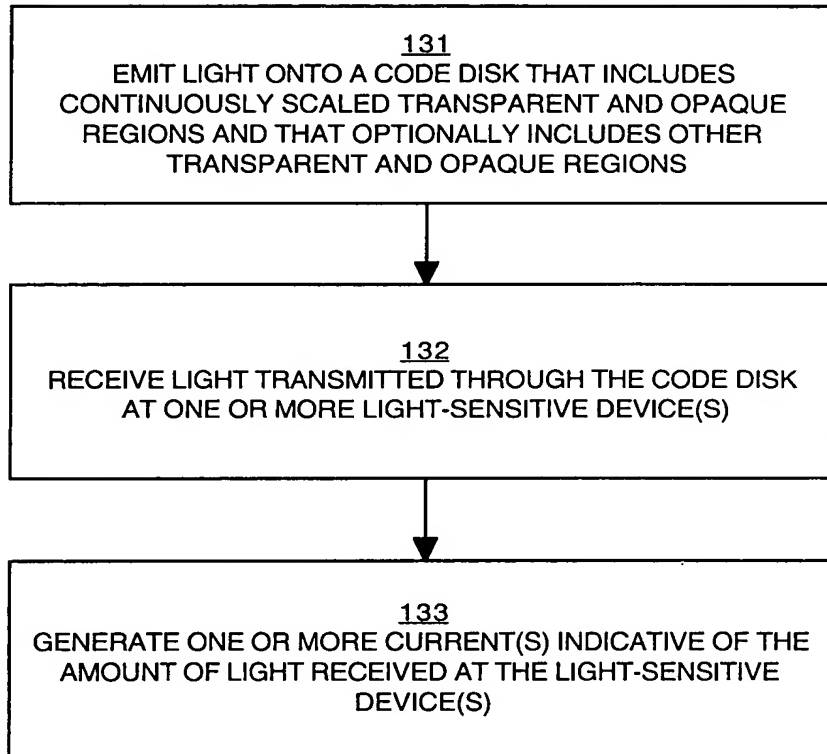 131
EMIT LIGHT ONTO A CODE DISK THAT INCLUDES
CONTINUOUSLY SCALED TRANSPARENT AND OPAQUE
REGIONS AND THAT OPTIONALLY INCLUDES OTHER
TRANSPARENT AND OPAQUE REGIONS
132
RECEIVE LIGHT TRANSMITTED THROUGH THE CODE DISK
AT ONE OR MORE LIGHT-SENSITIVE DEVICE(S)
133
GENERATE ONE OR MORE CURRENT(S) INDICATIVE OF THE
AMOUNT OF LIGHT RECEIVED AT THE LIGHT-SENSITIVE
DEVICE(S)